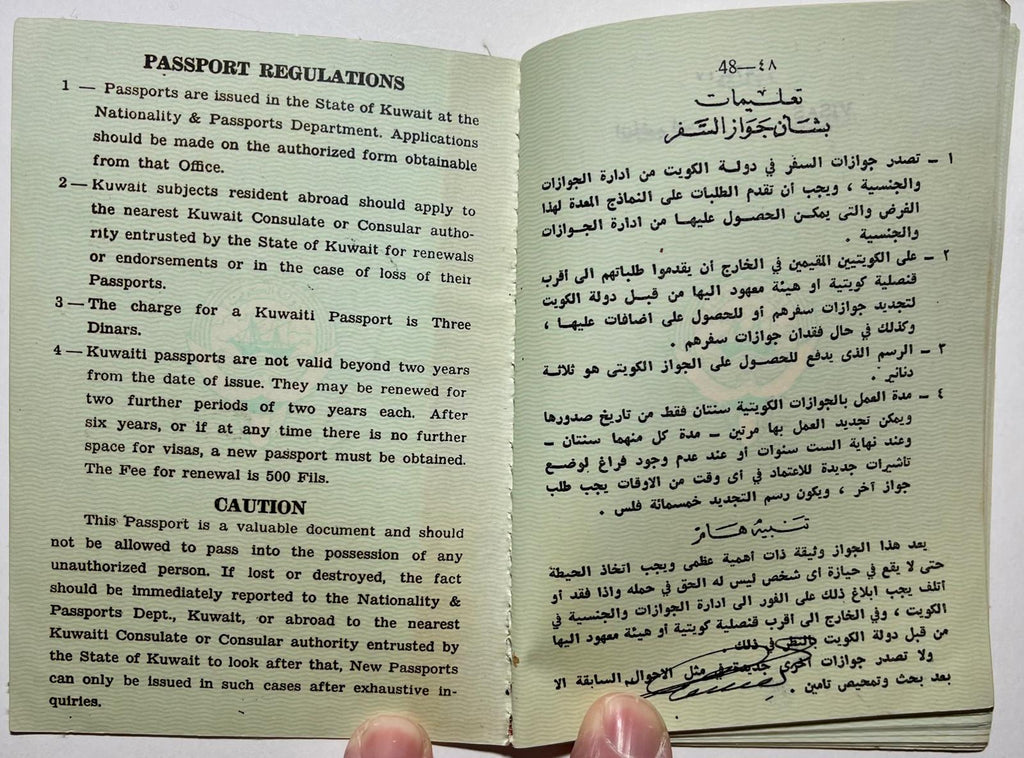 PASSPORT REGULATIONS
1 — Passports are issued in the State of Kuwait at the
Nationality & Passports Department. Applications
should be made on the authorized form obtainable
from that Office.
2 — Kuwait subjects resident abroad should apply to
the nearest Kuwait Consulate or Consular autho-
rity entrusted by the State of Kuwait for renewals
or endorsements or in the case of loss of their
Passports.
3 — The charge for a Kuwaiti Passport is Three
Dinars.
4 — Kuwaiti passports are not valid beyond two years
from the date of issue. They may be renewed for
two further periods of two years each. After
six years, or if at any time there is no further
space for visas, a new passport must be obtained.
The Fee for renewal is 500 Fils.
CAUTION
This Passport is a valuable document and should
not be allowed to pass into the possession of any
unauthorized person. If lost or destroyed, the fact
should be immediately reported to the Nationality &
Passports Dept., Kuwait, or abroad to the nearest
Kuwaiti Consulate or Consular authority entrusted by
the State of Kuwait to look after that, New Passports
can only be issued in such cases after exhaustive in-
quiries.
48—٤٨
تعليمات
بشأن جواز السفر
١ — تصدر جوازات السفر في دولة الكويت من ادارة الجوازات
والجنسية ، ويجب أن تقدم الطلبات على النماذج المعدة لهذا
الغرض والتى يمكن الحصول عليها من ادارة الجوازات
والجنسية .
٢ — على الكويتيين المقيمين في الخارج أن يقدموا طلباتهم الى أقرب
قنصلية كويتية أو هيئة معهود اليها من قبل دولة الكويت
لتجديد جوازات سفرهم أو للحصول على اضافات عليها ،
وكذلك في حال فقدان جوازات سفرهم .
٣ — الرسم الذى يدفع للحصول على الجواز الكويتى هو ثلاثة
دنانير .
٤ — مدة العمل بالجوازات الكويتية سنتان فقط من تاريخ صدورها
ويمكن تجديد العمل بها مرتين — مدة كل منهما سنتان —
وعند نهاية الست سنوات أو عند عدم وجود فراغ لوضع
تأشيرات جديدة للاعتماد في أى وقت من الاوقات يجب طلب
جواز آخر ، ويكون رسم التجديد خمسمائة فلس .
تنبيه هام
يعد هذا الجواز وثيقة ذات أهمية عظمى ويجب اتخاذ الحيطة
حتى لا يقع في حيازة اى شخص ليس له الحق في حمله واذا فقد أو
أتلف يجب ابلاغ ذلك على الفور الى ادارة الجوازات والجنسية في
الكويت ، وفي الخارج الى اقرب قنصلية كويتية أو هيئة معهود اليها
من قبل دولة الكويت بالنظر في ذلك .
ولا تصدر جوازات أخرى جديدة في مثل الاحوال السابقة الا
بعد بحث وتمحيص تامين .